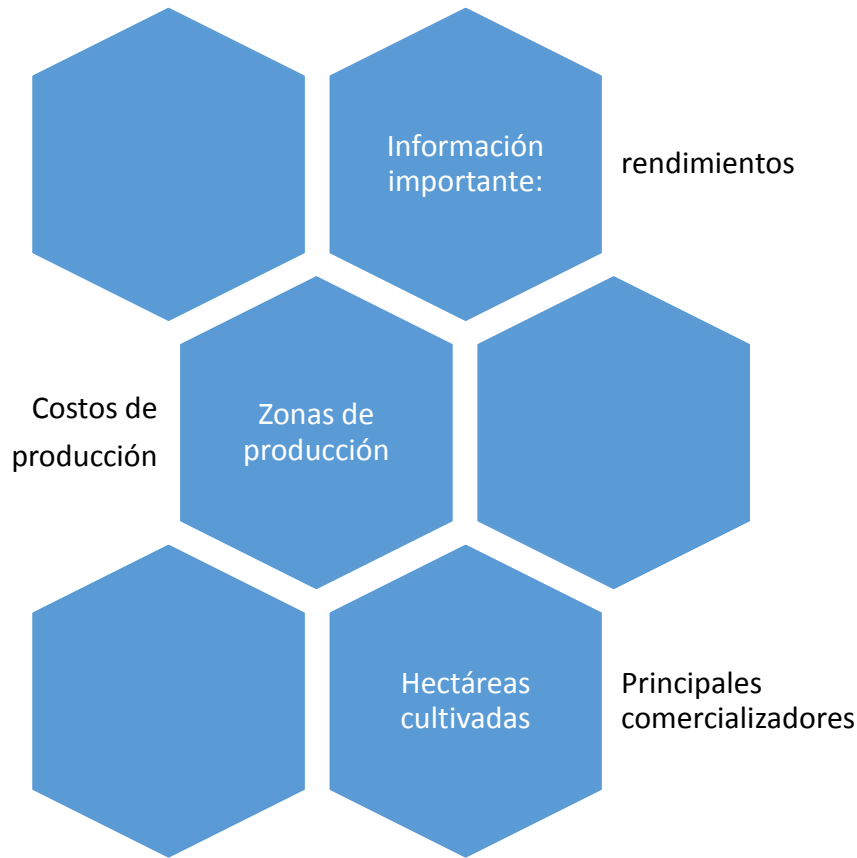 Información
importante:
rendimientos
Costos de
producción
Zonas de
producción
Hectáreas
cultivadas
Principales
comercializadores